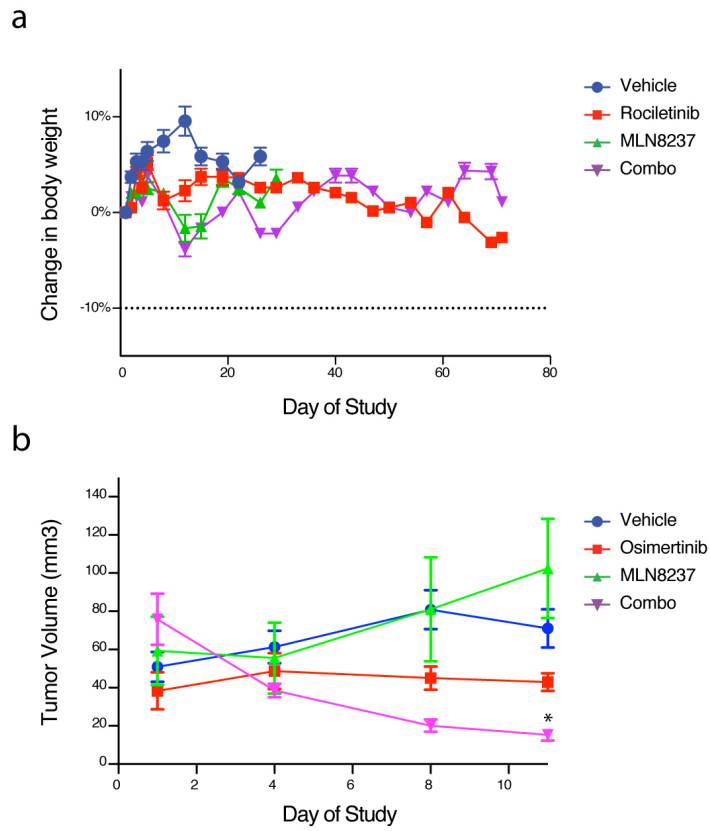 a
Change in body weight
10%
0%
-10%
0 20 40 60 80
Day of Study
Vehicle
Rociletinib
MLN8237
Combo
b
Tumor Volume (mm3)
140
120
100
80
60
40
20
0
0 2 4 6 8 10
Day of Study
*
Vehicle
Osimertinib
MLN8237
Combo